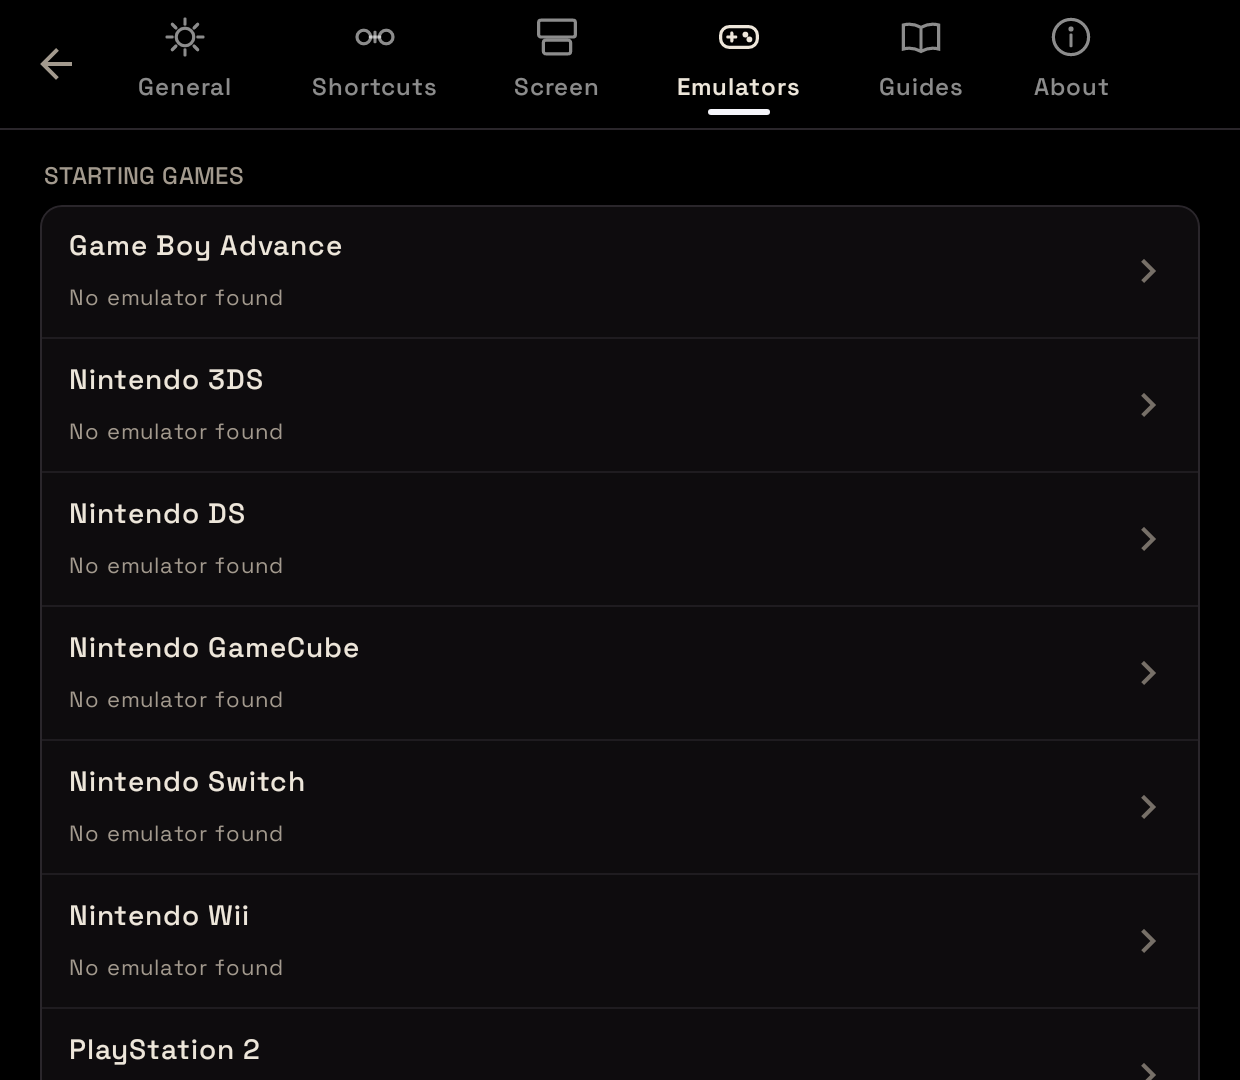 General
Shortcuts
Screen
Emulators
Guides
About
STARTING GAMES
Game Boy Advance
No emulator found
Nintendo 3DS
No emulator found
Nintendo DS
No emulator found
Nintendo GameCube
No emulator found
Nintendo Switch
No emulator found
Nintendo Wii
No emulator found
PlayStation 2